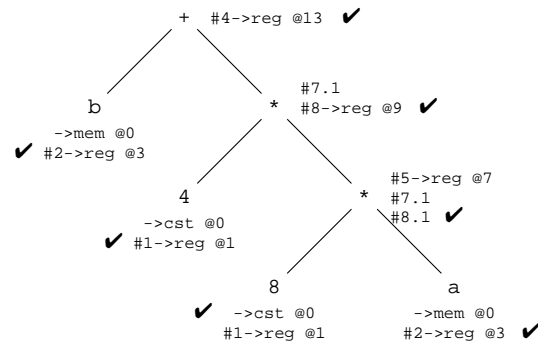 + #4->reg @13 ✔
#7.1
b * #8->reg @9 ✔
->mem @0
✔ #2->reg @3
#5->reg @7
4 * #7.1
->cst @0 #8.1 ✔
✔ #1->reg @1
8 a
✔ ->cst @0 ->mem @0
#1->reg @1 #2->reg @3 ✔